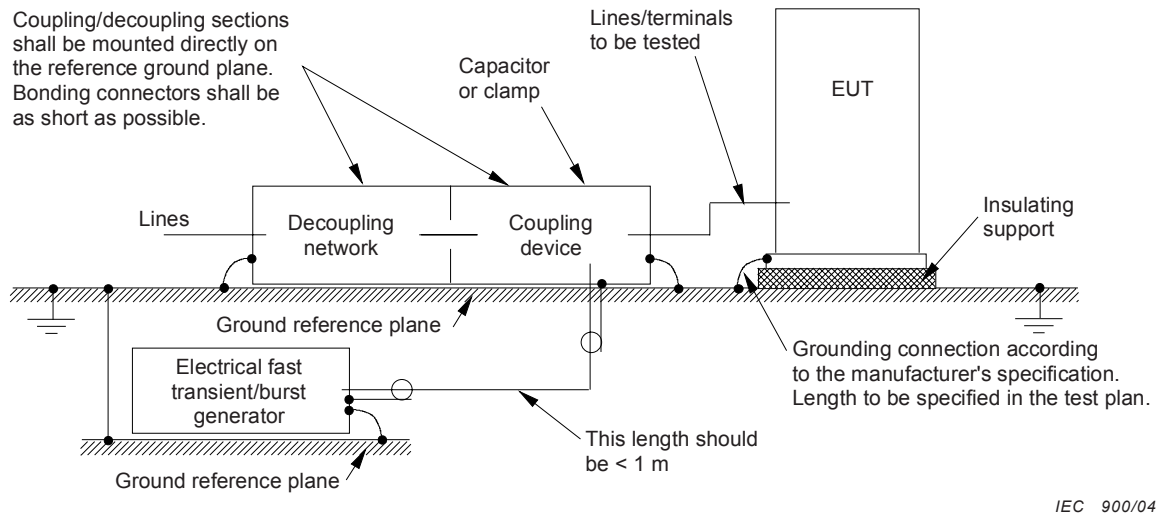 Coupling/decoupling sections
shall be mounted directly on
the reference ground plane.
Bonding connectors shall be
as short as possible.
Capacitor
or clamp
Lines/terminals
to be tested
EUT
Lines
Decoupling
network
Coupling
device
Insulating
support
Ground reference plane
Electrical fast
transient/burst
generator
Grounding connection according
to the manufacturer's specification.
Length to be specified in the test plan.
This length should
be < 1 m
Ground reference plane
IEC 900/04